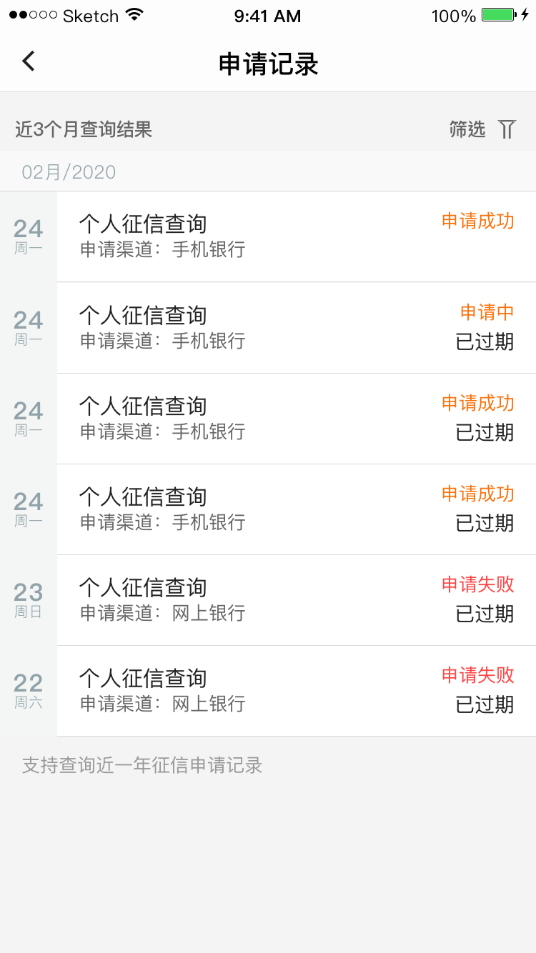 Sketch 9:41 AM 100%
申请记录
近3个月查询结果 筛选
02月/2020
24 个人征信查询 申请成功
周一 申请渠道：手机银行
24 个人征信查询 申请中
周一 申请渠道：手机银行 已过期
24 个人征信查询 申请成功
周一 申请渠道：手机银行 已过期
24 个人征信查询 申请成功
周一 申请渠道：手机银行 已过期
23 个人征信查询 申请失败
周日 申请渠道：网上银行 已过期
22 个人征信查询 申请失败
周六 申请渠道：网上银行 已过期
支持查询近一年征信申请记录